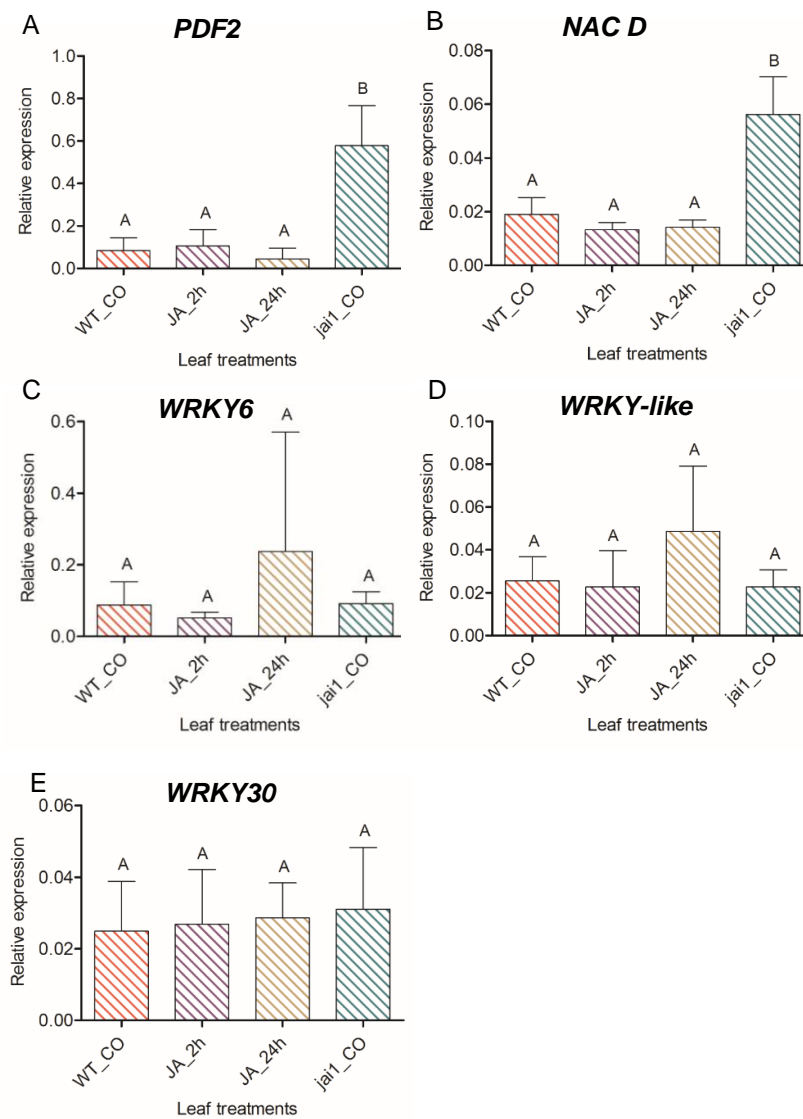 A
PDF2
Relative expression
1.0
0.8
0.6
0.4
0.2
0.0
A
A
A
B
WT_CO
JA_2h
JA_24h
jai1_CO
Leaf treatments
B
NAC D
Relative expression
0.08
0.06
0.04
0.02
0.00
A
A
A
B
WT_CO
JA_2h
JA_24h
jai1_CO
Leaf treatments
C
WRKY6
Relative expression
0.6
0.4
0.2
0.0
A
A
A
A
WT_CO
JA_2h
JA_24h
jai1_CO
Leaf treatments
D
WRKY-like
Relative expression
0.10
0.08
0.06
0.04
0.02
0.00
A
A
A
A
WT_CO
JA_2h
JA_24h
jai1_CO
Leaf treatments
E
WRKY30
Relative expression
0.06
0.04
0.02
0.00
A
A
A
A
WT_CO
JA_2h
JA_24h
jai1_CO
Leaf treatments